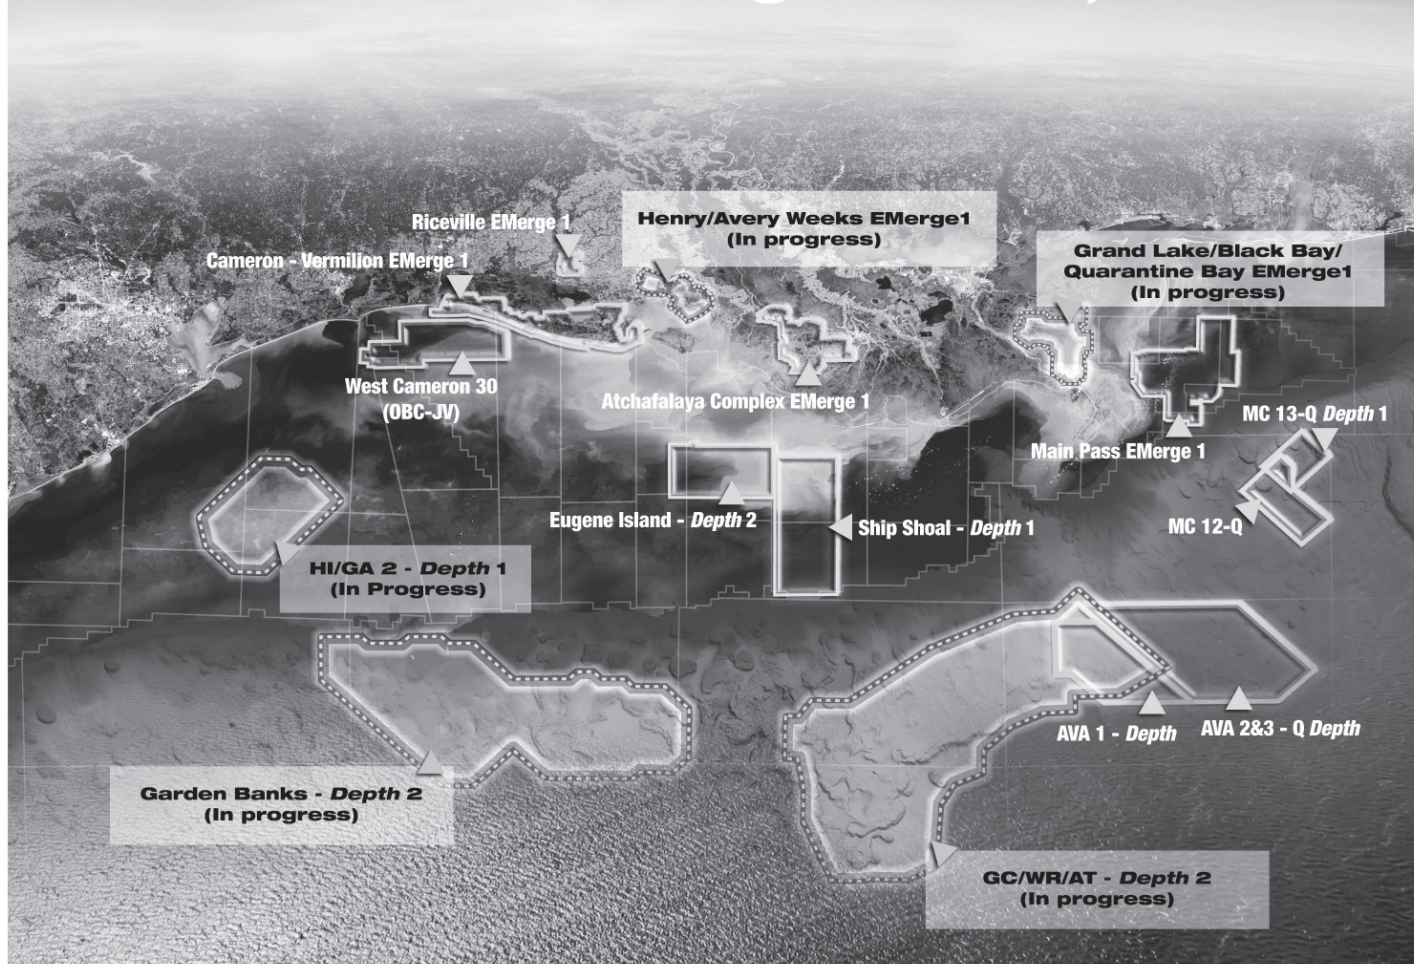 Riceville EMerge 1
Henry/Avery Weeks EMerge1
(In progress)
Cameron - Vermilion EMerge 1
Grand Lake/Black Bay/
Quarantine Bay EMerge1
(In progress)
West Cameron 30
(OBC-JV)
Atchafalaya Complex EMerge 1
MC 13-Q Depth 1
Main Pass EMerge 1
Eugene Island - Depth 2
Ship Shoal - Depth 1
MC 12-Q
HI/GA 2 - Depth 1
(In Progress)
AVA 1 - Depth
AVA 2&3 - Q Depth
Garden Banks - Depth 2
(In progress)
GC/WR/AT - Depth 2
(In progress)